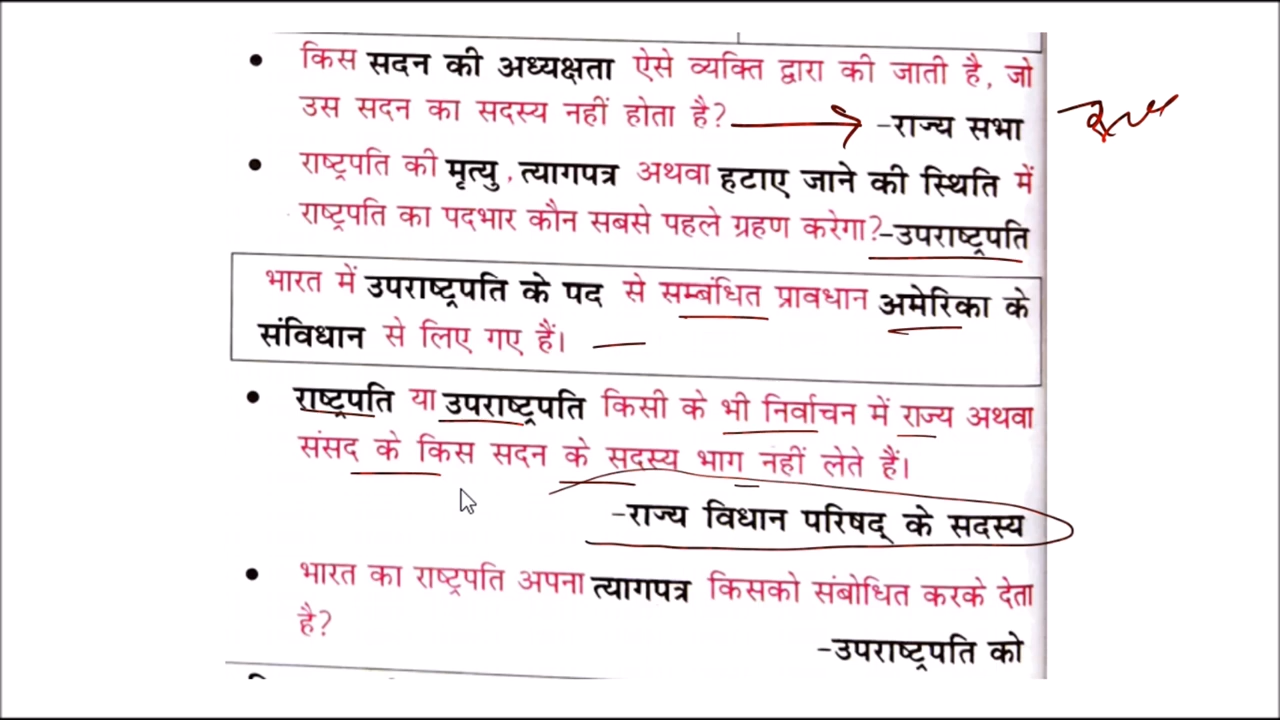 किस सदन की अध्यक्षता ऐसे व्यक्ति द्वारा की जाती है, जो
उस सदन का सदस्य नहीं होता है? -राज्य सभा
राष्ट्रपति की मृत्यु, त्यागपत्र अथवा हटाए जाने की स्थिति में
राष्ट्रपति का पदभार कौन सबसे पहले ग्रहण करेगा?-उपराष्ट्रपति
भारत में उपराष्ट्रपति के पद से सम्बंधित प्रावधान अमेरिका के
संविधान से लिए गए हैं।
राष्ट्रपति या उपराष्ट्रपति किसी के भी निर्वाचन में राज्य अथवा
संसद के किस सदन के सदस्य भाग नहीं लेते हैं।
-राज्य विधान परिषद् के सदस्य
भारत का राष्ट्रपति अपना त्यागपत्र किसको संबोधित करके देता
है?
-उपराष्ट्रपति को